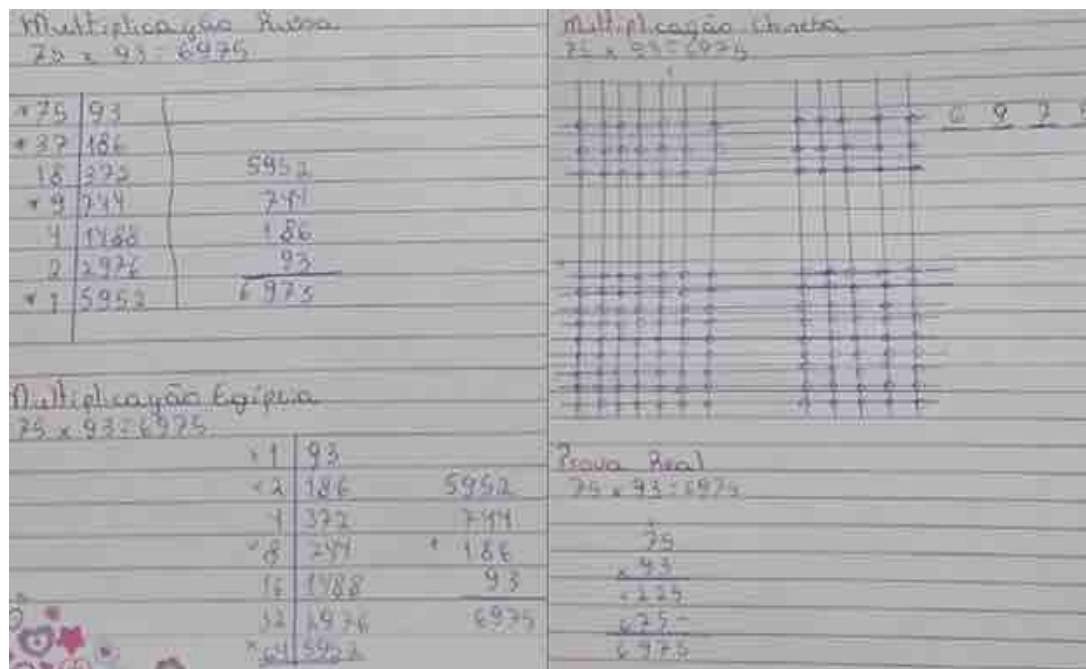 Multiplicação Russa
75 x 93 = 6975
* 75 | 93
* 37 | 186
18 | 372
* 9 | 744
4 | 1488
2 | 2976
* 1 | 5952
5952
744
186
93
6975
Multiplicação Egípcia
75 x 93 = 6975
* 1 | 93
* 2 | 186
4 | 372
* 8 | 744
16 | 1488
32 | 2976
* 64 | 5952
5952
744
+ 186
93
6975
Multiplicação Chinesa
75 x 93 = 6975
6 9 7 5
Prova Real
75 x 93 = 6975
1
75
x 93
+ 225
675-
6975